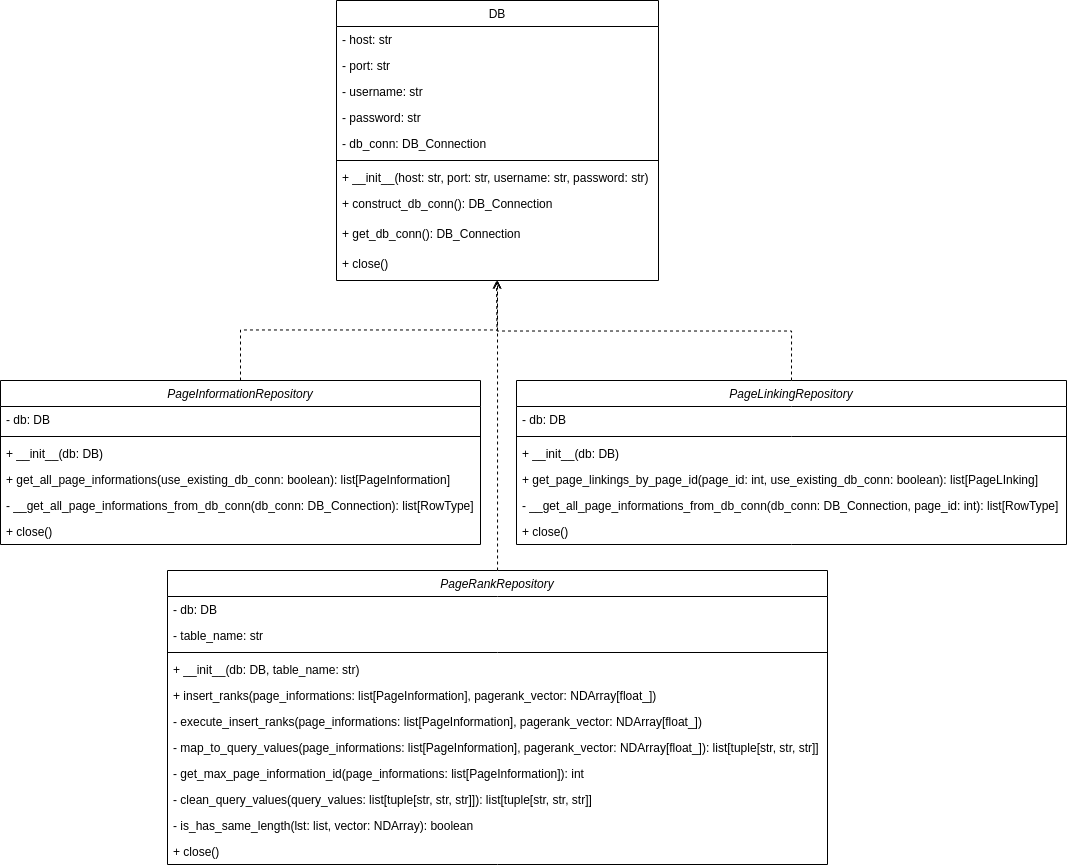 DB
- host: str
- port: str
- username: str
- password: str
- db_conn: DB_Connection
+ __init__(host: str, port: str, username: str, password: str)
+ construct_db_conn(): DB_Connection
+ get_db_conn(): DB_Connection
+ close()
PageInformationRepository
- db: DB
+ __init__(db: DB)
+ get_all_page_informations(use_existing_db_conn: boolean): list[PageInformation]
- __get_all_page_informations_from_db_conn(db_conn: DB_Connection): list[RowType]
+ close()
PageLinkingRepository
- db: DB
+ __init__(db: DB)
+ get_page_linkings_by_page_id(page_id: int, use_existing_db_conn: boolean): list[PageLInking]
- __get_all_page_informations_from_db_conn(db_conn: DB_Connection, page_id: int): list[RowType]
+ close()
PageRankRepository
- db: DB
- table_name: str
+ __init__(db: DB, table_name: str)
+ insert_ranks(page_informations: list[PageInformation], pagerank_vector: NDArray[float_])
- execute_insert_ranks(page_informations: list[PageInformation], pagerank_vector: NDArray[float_])
- map_to_query_values(page_informations: list[PageInformation], pagerank_vector: NDArray[float_]): list[tuple[str, str, str]]
- get_max_page_information_id(page_informations: list[PageInformation]): int
- clean_query_values(query_values: list[tuple[str, str, str]]): list[tuple[str, str, str]]
- is_has_same_length(lst: list, vector: NDArray): boolean
+ close()